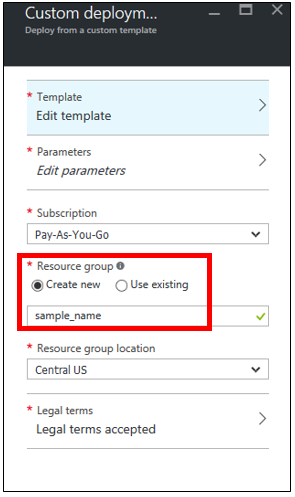 Custom deploym...
Deploy from a custom template
* Template
Edit template
* Parameters
Edit parameters
* Subscription
Pay-As-You-Go
* Resource group
Create new Use existing
sample_name
* Resource group location
Central US
* Legal terms
Legal terms accepted